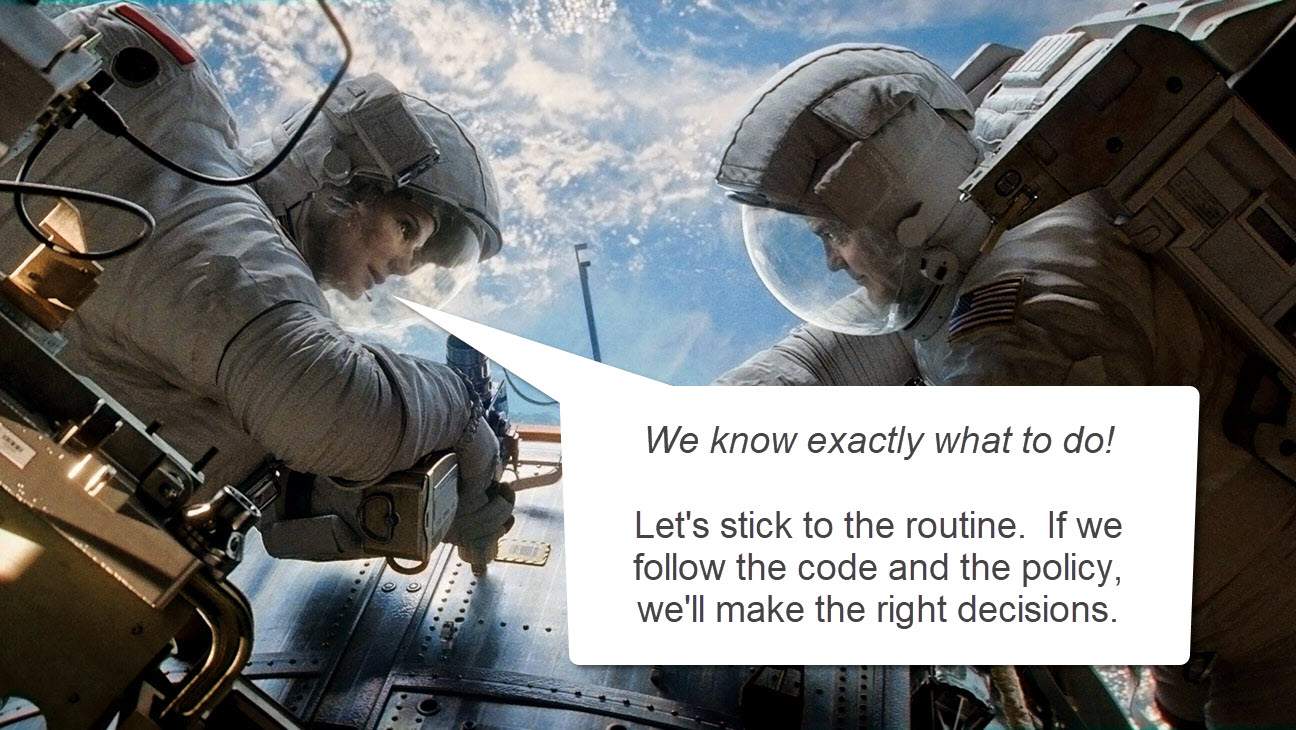 We know exactly what to do!
Let's stick to the routine.  If we
follow the code and the policy,
we'll make the right decisions.